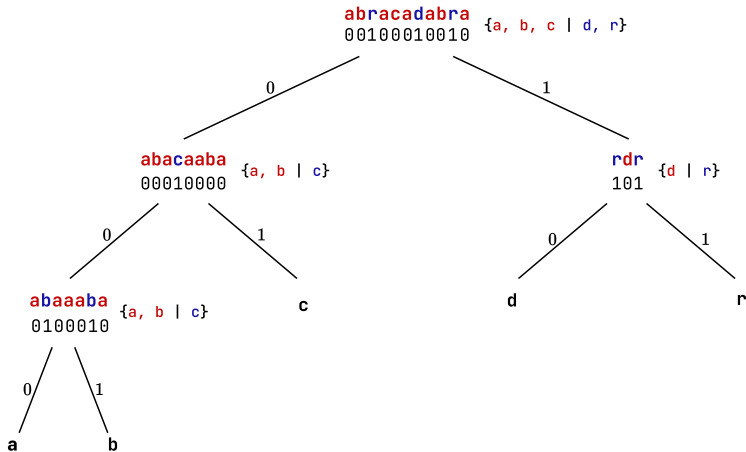 abracadabra
00100010010 {a, b, c | d, r}
0 1
abacaaba
00010000 {a, b | c}
rdr
101 {d | r}
0 1 0 1
abaaaba
0100010 {a, b | c}
c d r
0 1
a b